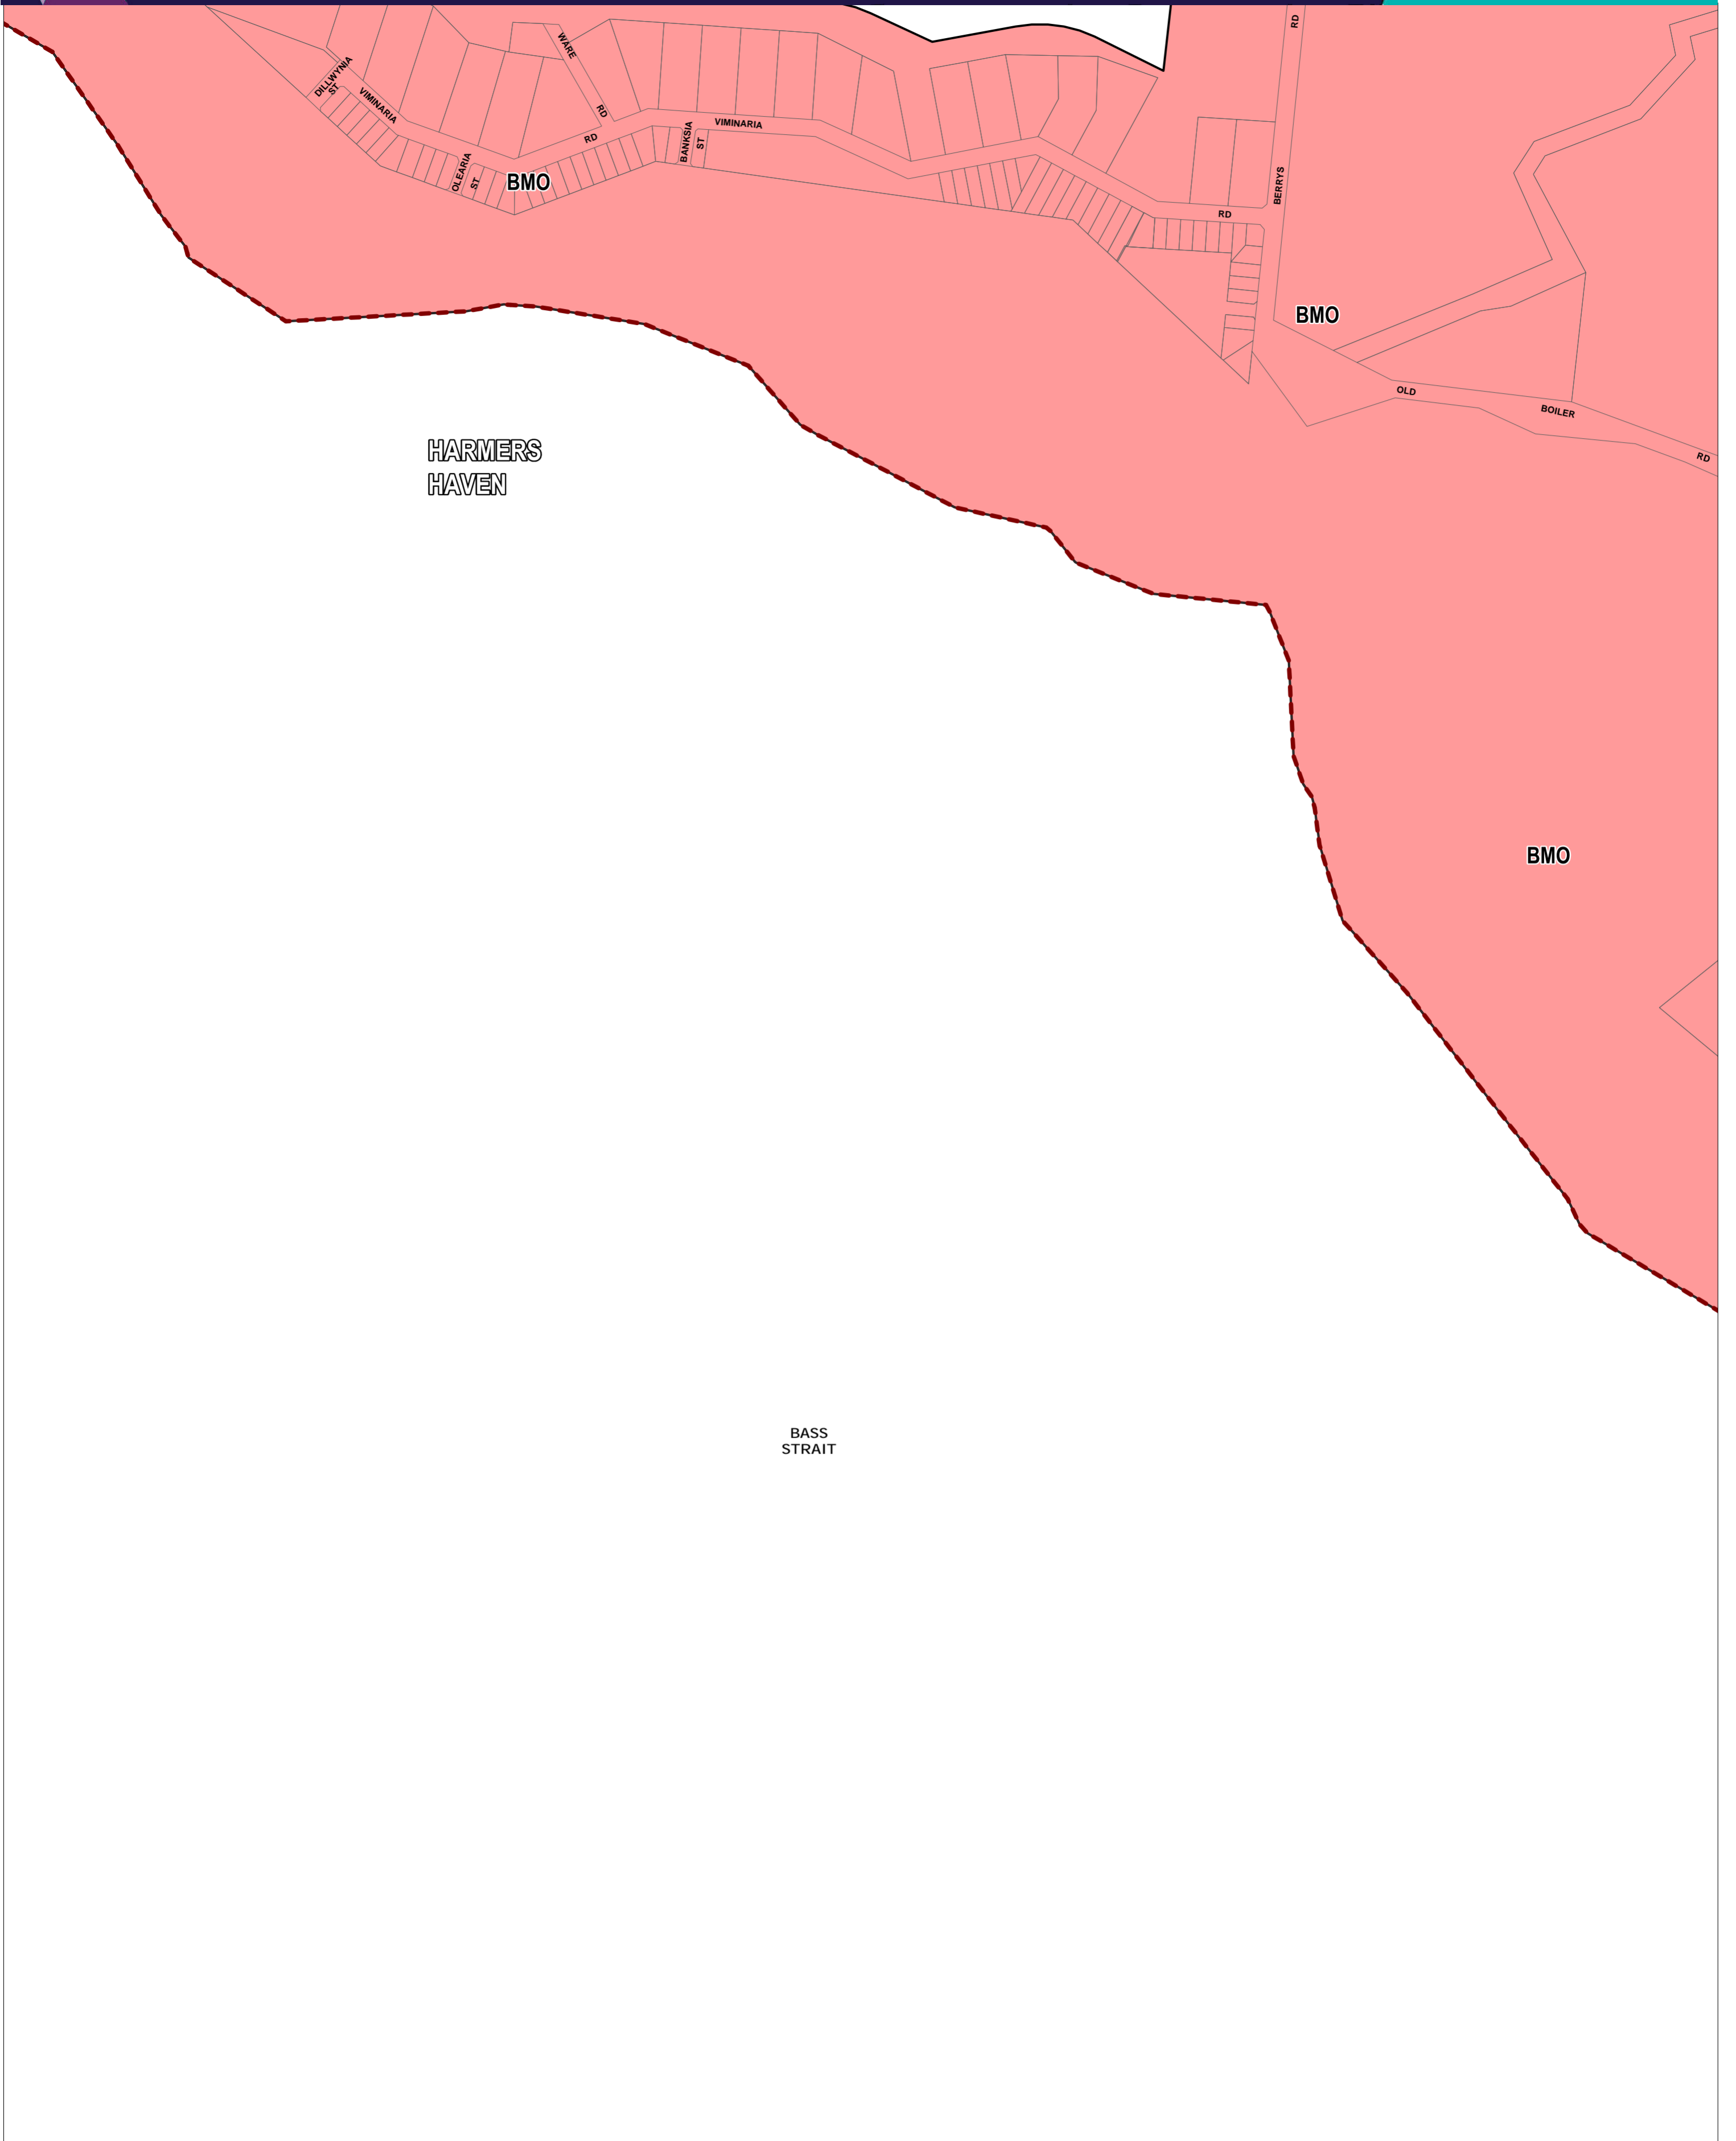 RD
WARE
DILLWYNIA
ST
VIMINARIA
RD
VIMINARIA
RD
BANKSIA
ST
OLEARIA
ST
BMO
BERRYS
RD
BMO
OLD
BOILER
RD
HARMERS
HAVEN
BMO
BASS
STRAIT